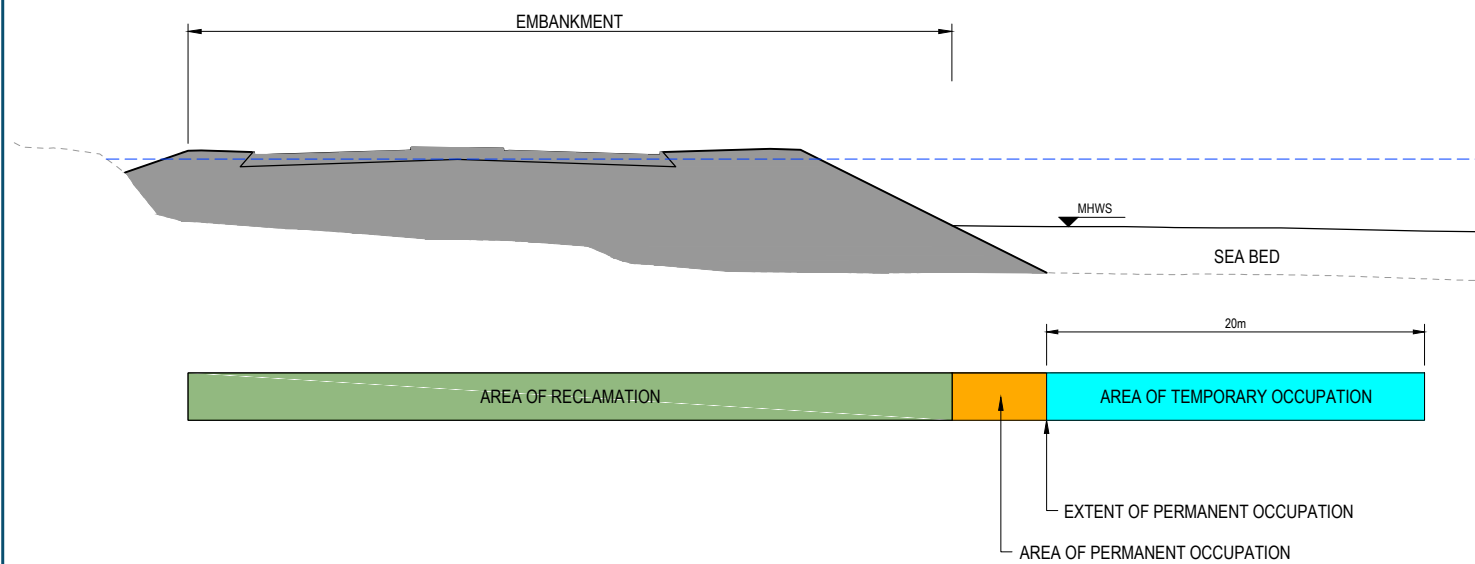 EMBANKMENT
MHWS
SEA BED
20m
AREA OF RECLAMATION
AREA OF TEMPORARY OCCUPATION
EXTENT OF PERMANENT OCCUPATION
AREA OF PERMANENT OCCUPATION